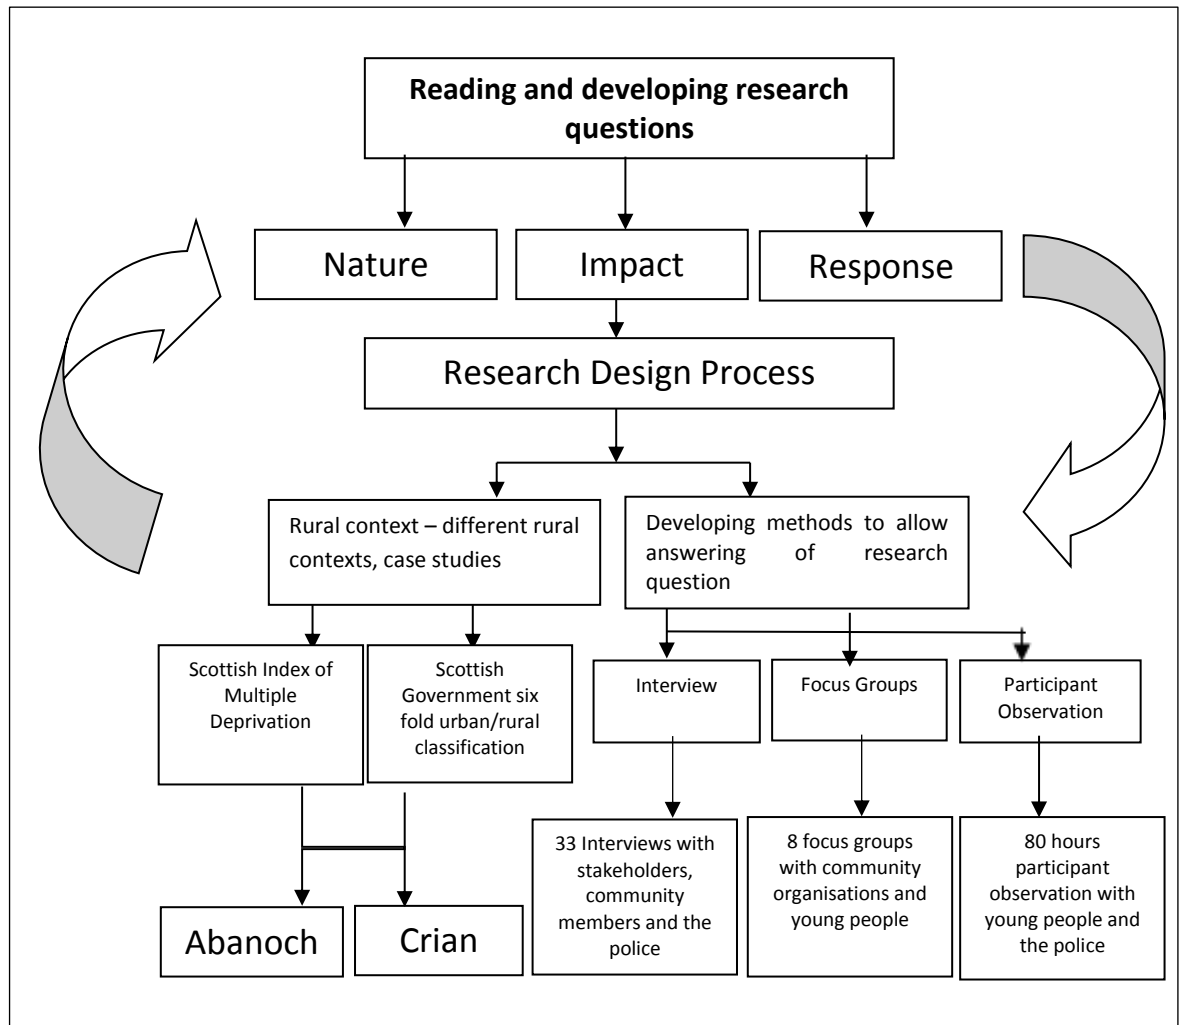 Reading and developing research
questions
Nature
Impact
Response
Research Design Process
Rural context – different rural
contexts, case studies
Developing methods to allow
answering of research
question
Scottish Index of
Multiple
Deprivation
Scottish
Government six
fold urban/rural
classification
Interview
Focus Groups
Participant
Observation
33 Interviews with
stakeholders,
community
members and the
police
8 focus groups
with community
organisations and
young people
80 hours
participant
observation with
young people and
the police
Abanoch
Crian